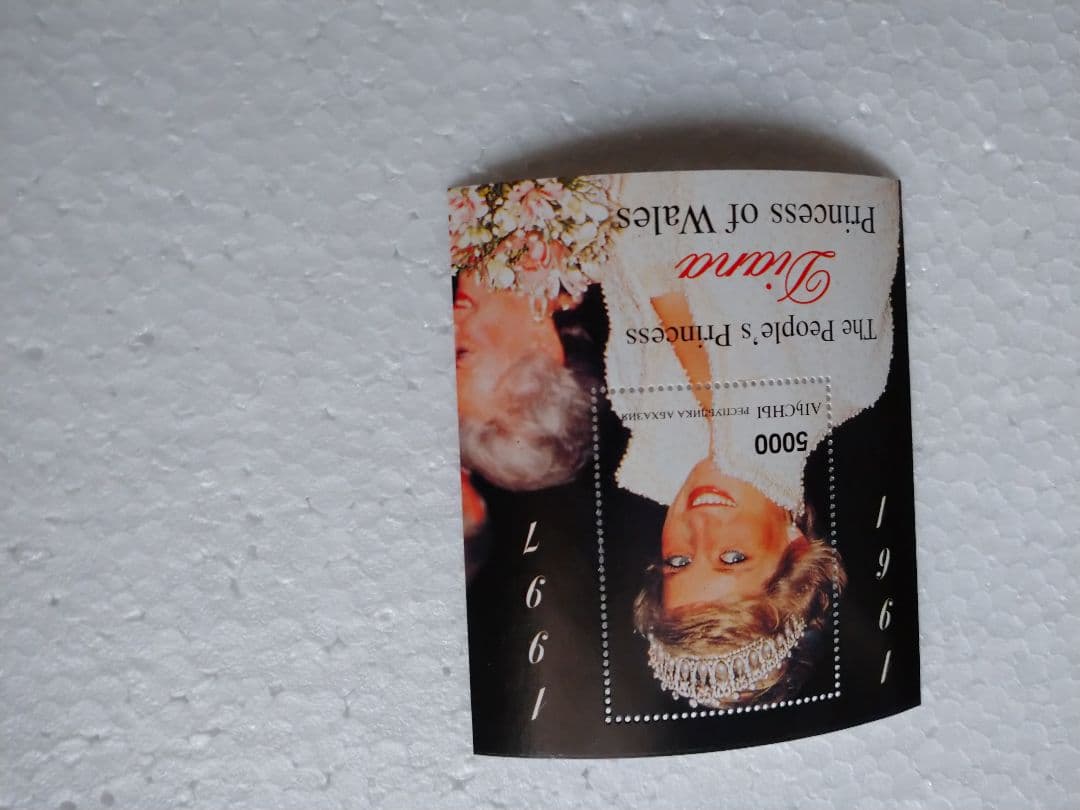 1961
1997
5000
АԤСНЫ РЕСПУБЛИКА АБХАЗИЯ
The People's Princess
Diana
Princess of Wales